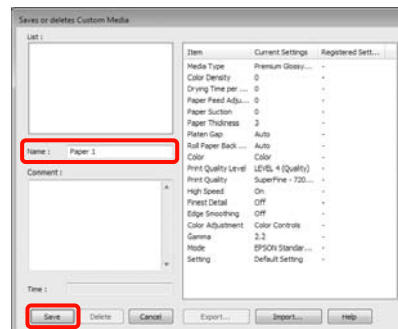 Saves or deletes Custom Media
List :
Item Current Settings Registered Sett...
Media Type Premium Glossy... -
Color Density 0 -
Drying Time per ... 0 -
Paper Feed Adju... 0 -
Paper Suction 0 -
Paper Thickness 3 -
Platen Gap Auto -
Roll Paper Back ... Auto -
Color Color -
Print Quality Level LEVEL 4 (Quality) -
Print Quality SuperFine - 720... -
High Speed On -
Finest Detail Off -
Edge Smoothing Off -
Color Adjustment Color Controls -
Gamma 2.2 -
Mode EPSON Standar... -
Setting Default Setting -
Name : Paper 1
Comment :
Time :
Save Delete Cancel Export... Import... Help